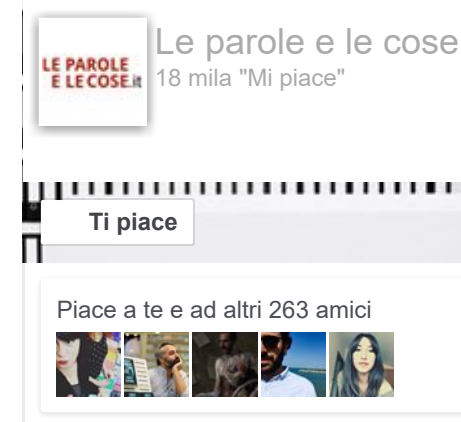 LE PAROLE
E LE COSE.it
Le parole e le cose
18 mila "Mi piace"
Ti piace
Piace a te e ad altri 263 amici